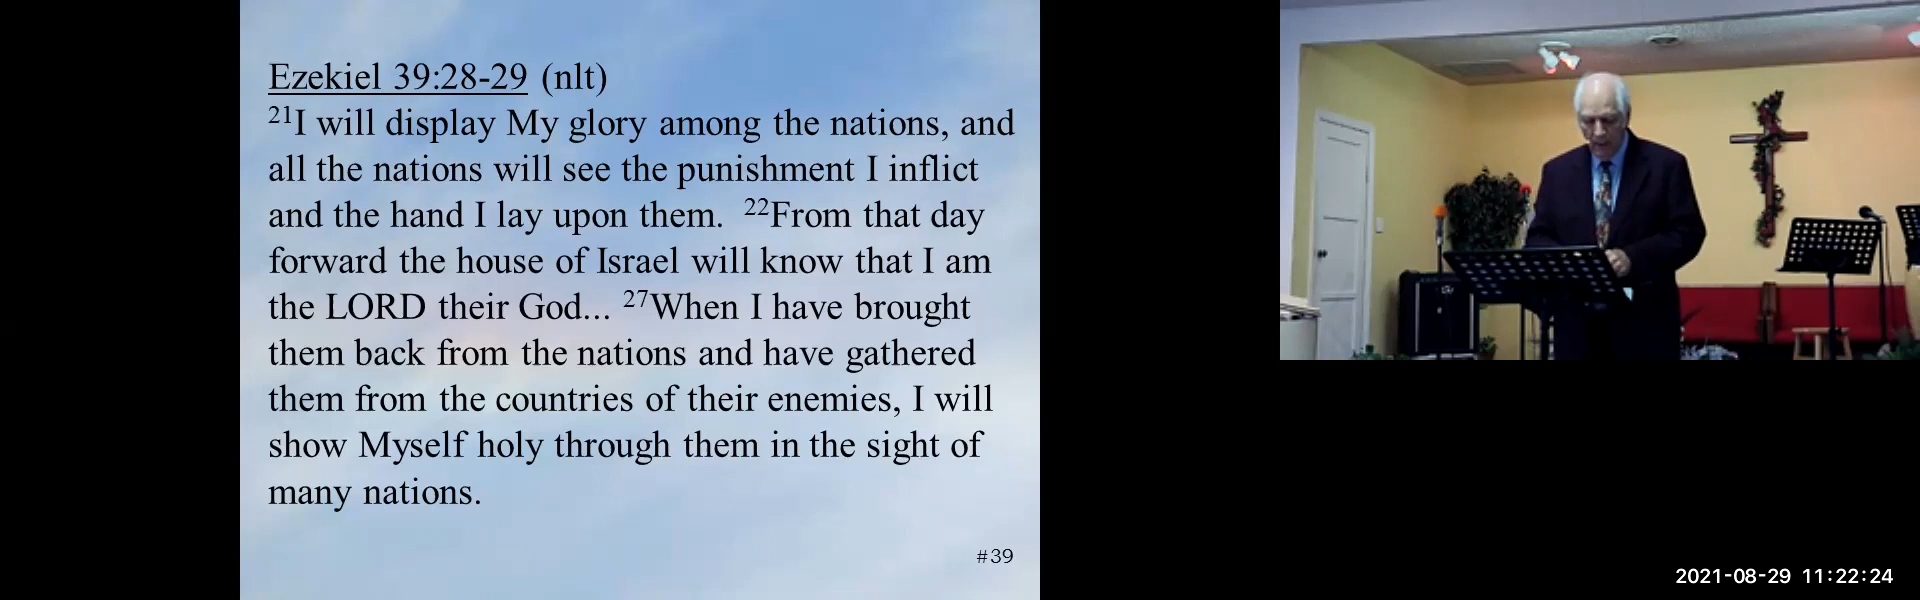 Ezekiel 39:28-29 (nlt)
21I will display My glory among the nations, and
all the nations will see the punishment I inflict
and the hand I lay upon them. 22From that day
forward the house of Israel will know that I am
the LORD their God... 27When I have brought
them back from the nations and have gathered
them from the countries of their enemies, I will
show Myself holy through them in the sight of
many nations.
#39
2021-08-29 11:22:24